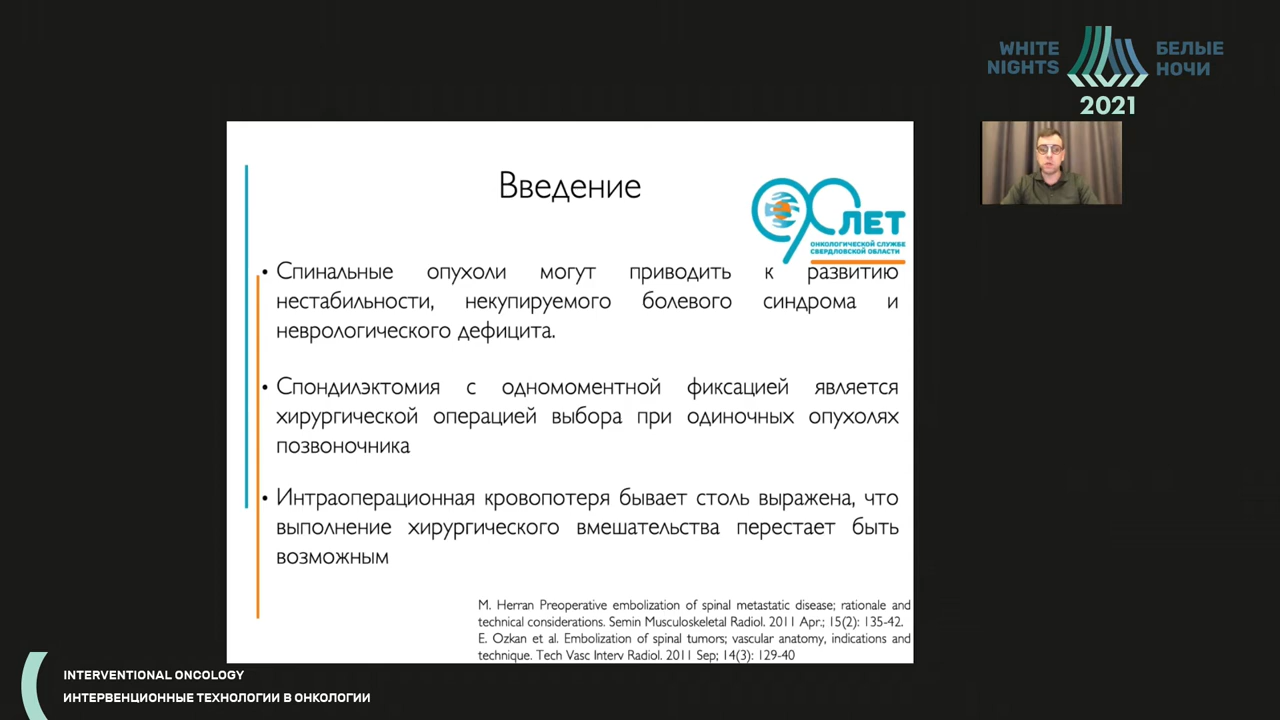 WHITE NIGHTS
БЕЛЫЕ НОЧИ
2021
Введение
90 ЛЕТ
ОНКОЛОГИЧЕСКОЙ СЛУЖБЕ
СВЕРДЛОВСКОЙ ОБЛАСТИ
• Спинальные опухоли могут приводить к развитию
нестабильности, некупируемого болевого синдрома и
неврологического дефицита.
• Спондилэктомия с одномоментной фиксацией является
хирургической операцией выбора при одиночных опухолях
позвоночника
• Интраоперационная кровопотеря бывает столь выражена, что
выполнение хирургического вмешательства перестает быть
возможным
M. Herran Preoperative embolization of spinal metastatic disease; rationale and
technical considerations. Semin Musculoskeletal Radiol. 2011 Apr.; 15(2): 135-42.
E. Ozkan et al. Embolization of spinal tumors; vascular anatomy, indications and
technique. Tech Vasc Interv Radiol. 2011 Sep; 14(3): 129-40
INTERVENTIONAL ONCOLOGY
ИНТЕРВЕНЦИОННЫЕ ТЕХНОЛОГИИ В ОНКОЛОГИИ